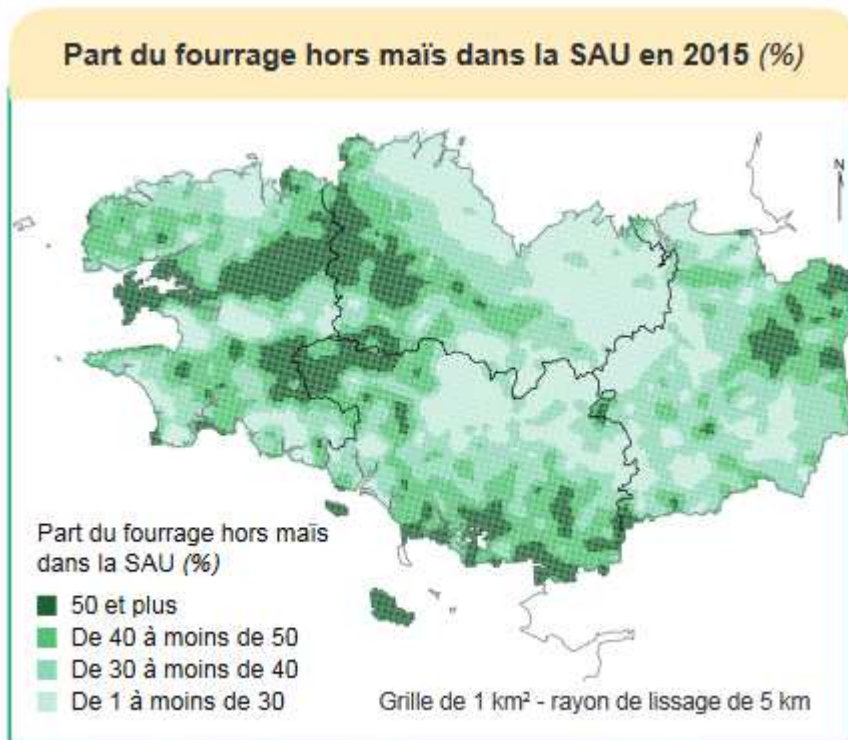 Part du fourrage hors maïs dans la SAU en 2015 (%)
N
Part du fourrage hors maïs
dans la SAU (%)
50 et plus
De 40 à moins de 50
De 30 à moins de 40
De 1 à moins de 30
Grille de 1 km² - rayon de lissage de 5 km